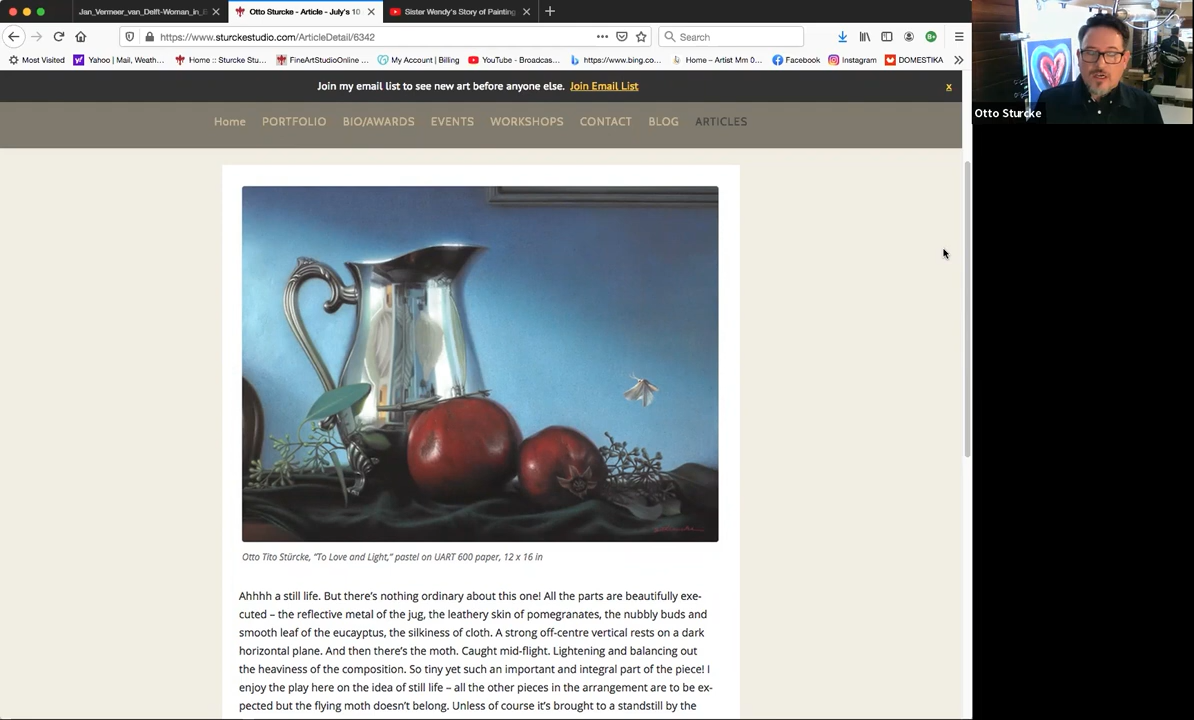 Jan_Vermeer_van_Delft-Woman_in_
Otto Sturcke - Article - July's 10
Sister Wendy's Story of Painting
https://www.sturckestudio.com/ArticleDetail/6342
Search
Most Visited
Yahoo | Mail, Weath...
Home :: Sturcke Stu...
FineArtStudioOnline ...
My Account | Billing
YouTube - Broadcas...
https://www.bing.co...
Home – Artist Mm 0...
Facebook
Instagram
DOMESTIKA
Join my email list to see new art before anyone else. Join Email List
x
Home PORTFOLIO BIO/AWARDS EVENTS WORKSHOPS CONTACT BLOG ARTICLES
Otto Sturcke
Otto Tito Stürcke, "To Love and Light," pastel on UART 600 paper, 12 x 16 in
Ahhhh a still life. But there's nothing ordinary about this one! All the parts are beautifully exe-
cuted – the reflective metal of the jug, the leathery skin of pomegranates, the nubbly buds and
smooth leaf of the eucayptus, the silkiness of cloth. A strong off-centre vertical rests on a dark
horizontal plane. And then there's the moth. Caught mid-flight. Lightening and balancing out
the heaviness of the composition. So tiny yet such an important and integral part of the piece! I
enjoy the play here on the idea of still life – all the other pieces in the arrangement are to be ex-
pected but the flying moth doesn't belong. Unless of course it's brought to a standstill by the